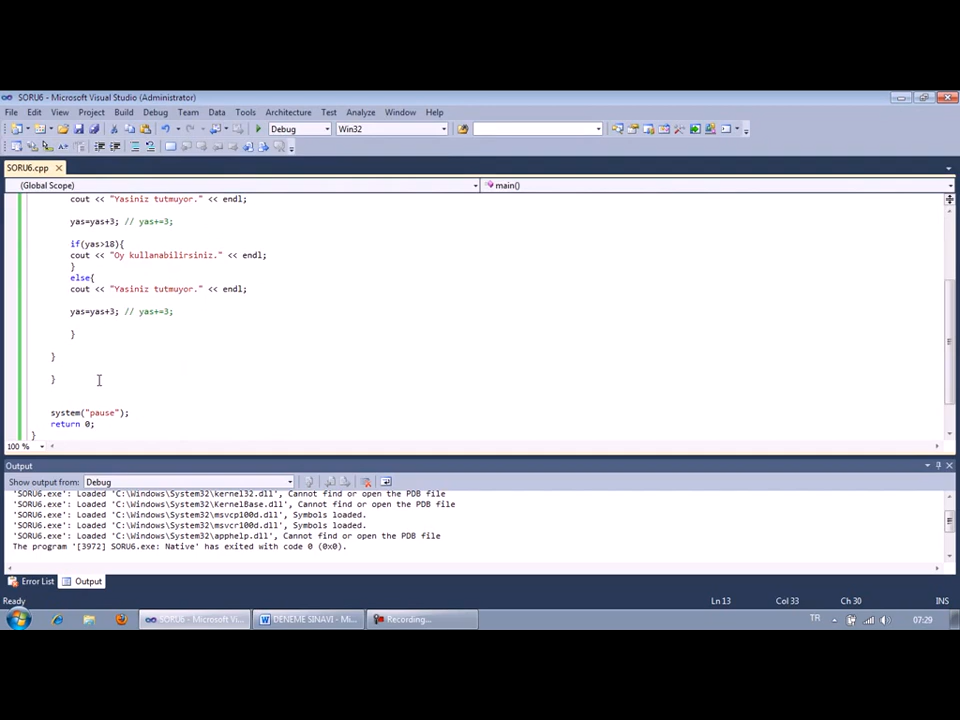 SORU6 - Microsoft Visual Studio (Administrator)
File Edit View Project Build Debug Team Data Tools Architecture Test Analyze Window Help
Debug Win32
SORU6.cpp
(Global Scope) main()
cout << "Yasiniz tutmuyor." << endl;
yas=yas+3; // yas+=3;
if(yas>18){
cout << "Oy kullanabilirsiniz." << endl;
}
else{
cout << "Yasiniz tutmuyor." << endl;
yas=yas+3; // yas+=3;
}
}
}
system("pause");
return 0;
}
100 %
Output
Show output from: Debug
'SORU6.exe': Loaded 'C:\Windows\System32\kernel32.dll', Cannot find or open the PDB file
'SORU6.exe': Loaded 'C:\Windows\System32\KernelBase.dll', Cannot find or open the PDB file
'SORU6.exe': Loaded 'C:\Windows\System32\msvcp100d.dll', Symbols loaded.
'SORU6.exe': Loaded 'C:\Windows\System32\msvcr100d.dll', Symbols loaded.
'SORU6.exe': Loaded 'C:\Windows\System32\apphelp.dll', Cannot find or open the PDB file
The program '[3972] SORU6.exe: Native' has exited with code 0 (0x0).
Error List Output
Ready Ln 13 Col 33 Ch 30 INS
SORU6 - Microsoft Vi... DENEME SINAVI - Mi... Recording... TR 07:29